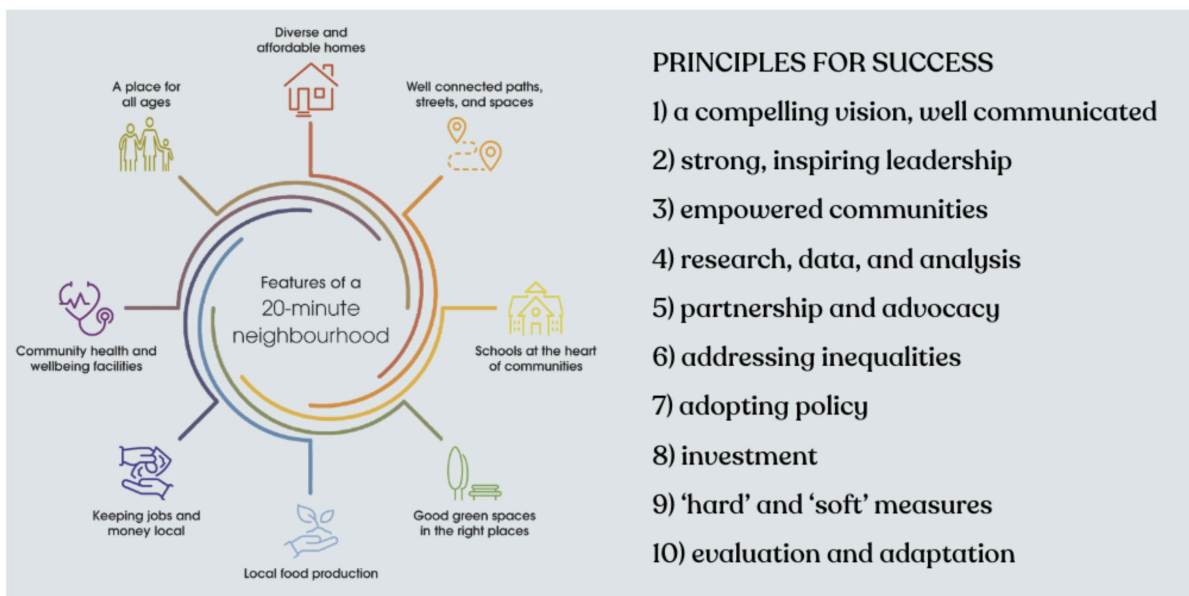 Diverse and
affordable homes
A place for
all ages
Well connected paths,
streets, and spaces
Features of a
20-minute
neighbourhood
Community health and
wellbeing facilities
Schools at the heart
of communities
Keeping jobs and
money local
Good green spaces
in the right places
Local food production
PRINCIPLES FOR SUCCESS
1) a compelling vision, well communicated
2) strong, inspiring leadership
3) empowered communities
4) research, data, and analysis
5) partnership and advocacy
6) addressing inequalities
7) adopting policy
8) investment
9) ‘hard’ and ‘soft’ measures
10) evaluation and adaptation